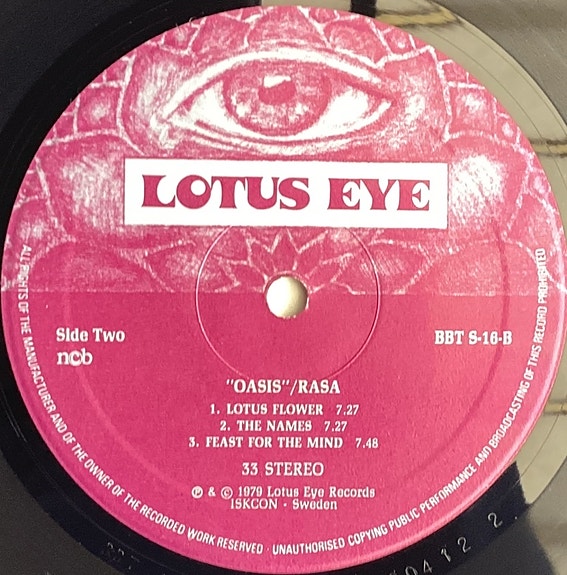 LOTUS EYE
Side Two
ncb
BBT S-16-B
"OASIS"/RASA
1. LOTUS FLOWER 7.27
2. THE NAMES 7.27
3. FEAST FOR THE MIND 7.48
33 STEREO
℗ & © 1979 Lotus Eye Records
ISKCON - Sweden
ALL RIGHTS OF THE MANUFACTURER AND OF THE OWNER OF THE RECORDED WORK RESERVED · UNAUTHORISED COPYING PUBLIC PERFORMANCE AND BROADCASTING OF THIS RECORD PROHIBITED